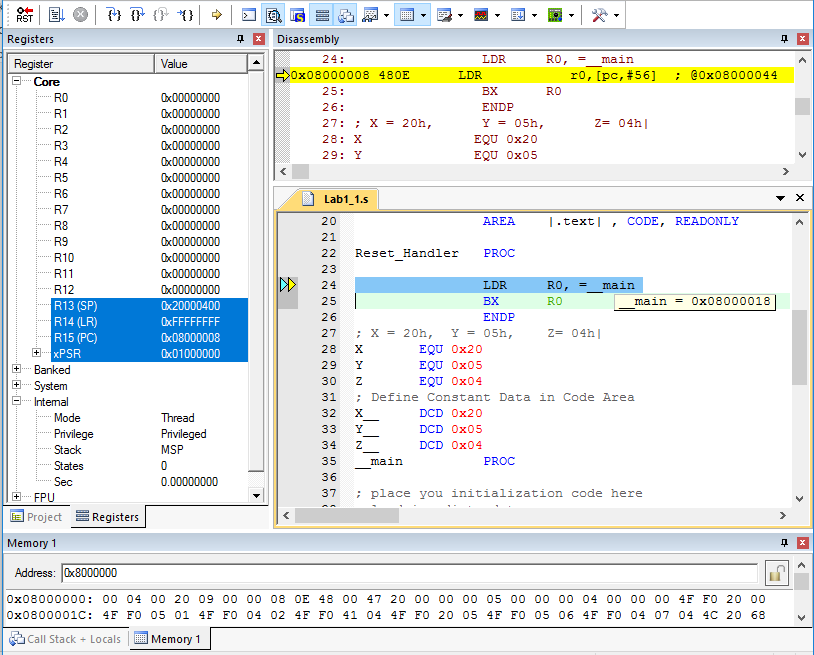 RST
Registers
Register Value
Core
R0 0x00000000
R1 0x00000000
R2 0x00000000
R3 0x00000000
R4 0x00000000
R5 0x00000000
R6 0x00000000
R7 0x00000000
R8 0x00000000
R9 0x00000000
R10 0x00000000
R11 0x00000000
R12 0x00000000
R13 (SP) 0x20000400
R14 (LR) 0xFFFFFFFF
R15 (PC) 0x08000008
xPSR 0x01000000
Banked
System
Internal
Mode Thread
Privilege Privileged
Stack MSP
States 0
Sec 0.00000000
FPU
Project Registers
Disassembly
24: LDR R0, =__main
0x08000008 480E LDR r0,[pc,#56] ; @0x08000044
25: BX R0
26: ENDP
27: ; X = 20h, Y = 05h, Z= 04h|
28: X EQU 0x20
29: Y EQU 0x05
Lab1_1.s
20 AREA |.text| , CODE, READONLY
21
22 Reset_Handler PROC
23
24 LDR R0, =__main
25 BX R0 __main = 0x08000018
26 ENDP
27 ; X = 20h, Y = 05h, Z= 04h|
28 X EQU 0x20
29 Y EQU 0x05
30 Z EQU 0x04
31 ; Define Constant Data in Code Area
32 X__ DCD 0x20
33 Y__ DCD 0x05
34 Z__ DCD 0x04
35 __main PROC
36
37 ; place you initialization code here
Memory 1
Address: 0x8000000
0x08000000: 00 04 00 20 09 00 00 08 0E 48 00 47 20 00 00 00 05 00 00 00 04 00 00 00 4F F0 20 00
0x0800001C: 4F F0 05 01 4F F0 04 02 4F F0 41 04 4F F0 20 05 4F F0 05 06 4F F0 04 07 04 4C 20 68
Call Stack + Locals Memory 1